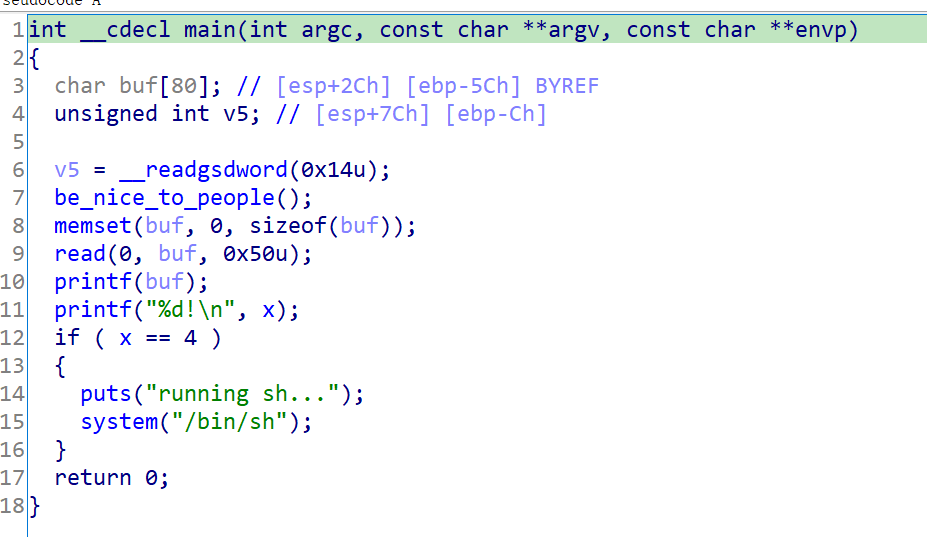 seudocode A
1 int __cdecl main(int argc, const char **argv, const char **envp)
2 {
3   char buf[80]; // [esp+2Ch] [ebp-5Ch] BYREF
4   unsigned int v5; // [esp+7Ch] [ebp-Ch]
5
6   v5 = __readgsdword(0x14u);
7   be_nice_to_people();
8   memset(buf, 0, sizeof(buf));
9   read(0, buf, 0x50u);
10   printf(buf);
11   printf("%d!\n", x);
12   if ( x == 4 )
13   {
14     puts("running sh...");
15     system("/bin/sh");
16   }
17   return 0;
18 }